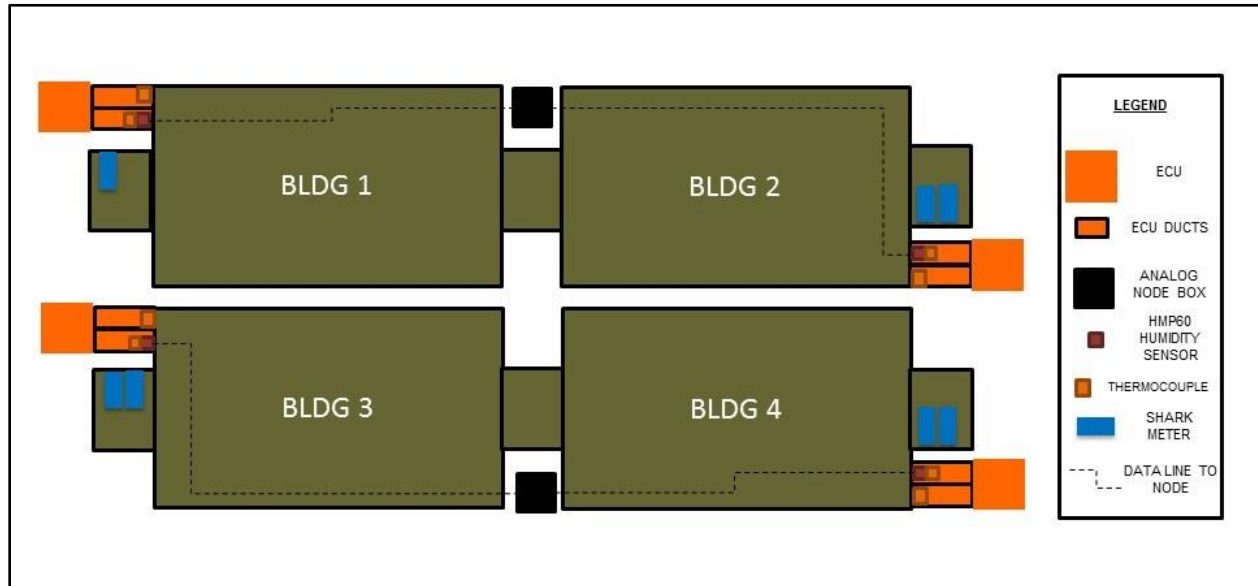 BLDG 1
BLDG 2
BLDG 3
BLDG 4
LEGEND
ECU
ECU DUCTS
ANALOG
NODE BOX
HMP60
HUMIDITY
SENSOR
THERMOCOUPLE
SHARK
METER
DATA LINE TO
NODE